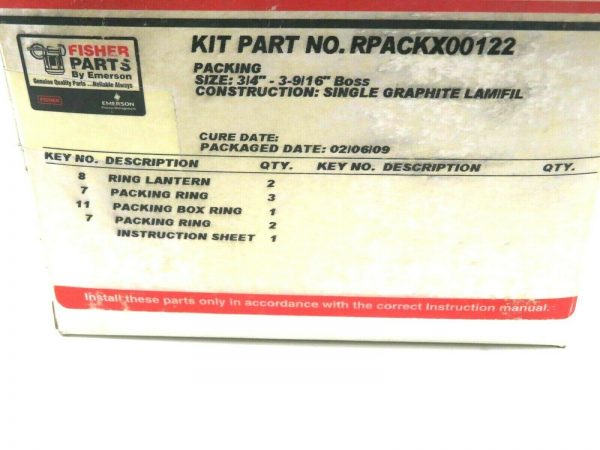 FISHER
PARTS
By Emerson
Genuine Quality Parts ...Reliable Always
FISHER
EMERSON
KIT PART NO. RPACKX00122
PACKING
SIZE: 3/4" - 3-9/16" Boss
CONSTRUCTION: SINGLE GRAPHITE LAM/FIL
CURE DATE:
PACKAGED DATE: 02/06/09
KEY NO. DESCRIPTION QTY. KEY NO. DESCRIPTION QTY.
8 RING LANTERN 2
7 PACKING RING 3
11 PACKING BOX RING 1
7 PACKING RING 2
INSTRUCTION SHEET 1
Install these parts only in accordance with the correct Instruction manual.